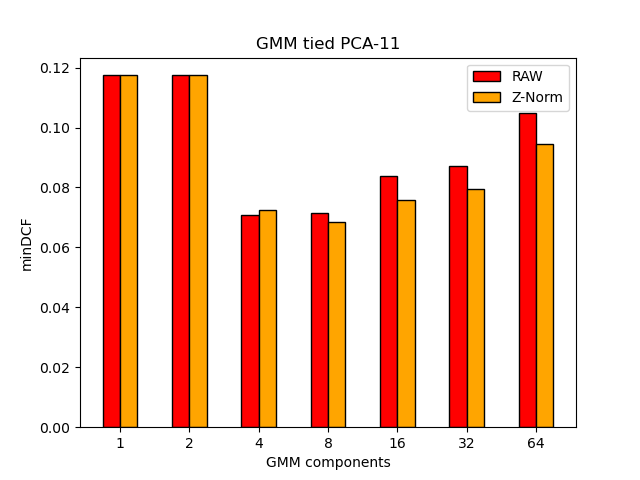 GMM tied PCA-11
RAW
Z-Norm
minDCF
0.12
0.10
0.08
0.06
0.04
0.02
0.00
1 2 4 8 16 32 64
GMM components